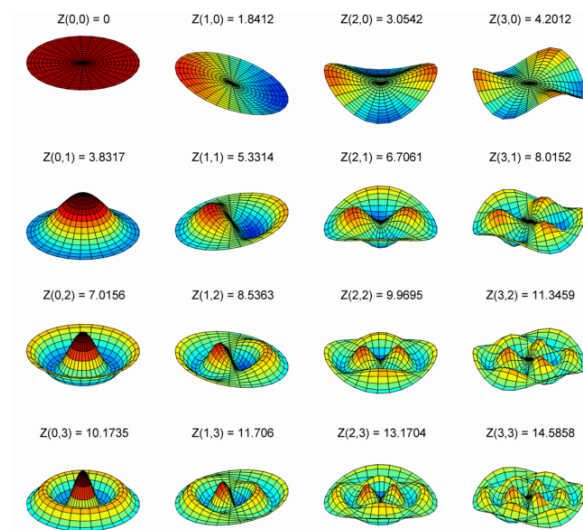 Z(0,0) = 0 Z(1,0) = 1.8412 Z(2,0) = 3.0542 Z(3,0) = 4.2012
Z(0,1) = 3.8317 Z(1,1) = 5.3314 Z(2,1) = 6.7061 Z(3,1) = 8.0152
Z(0,2) = 7.0156 Z(1,2) = 8.5363 Z(2,2) = 9.9695 Z(3,2) = 11.3459
Z(0,3) = 10.1735 Z(1,3) = 11.706 Z(2,3) = 13.1704 Z(3,3) = 14.5858